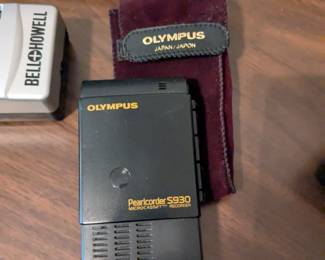 BELL+HOWELL
OLYMPUS
JAPAN/JAPON
OLYMPUS
Pearlcorder S930
MICROCASSETTE RECORDER